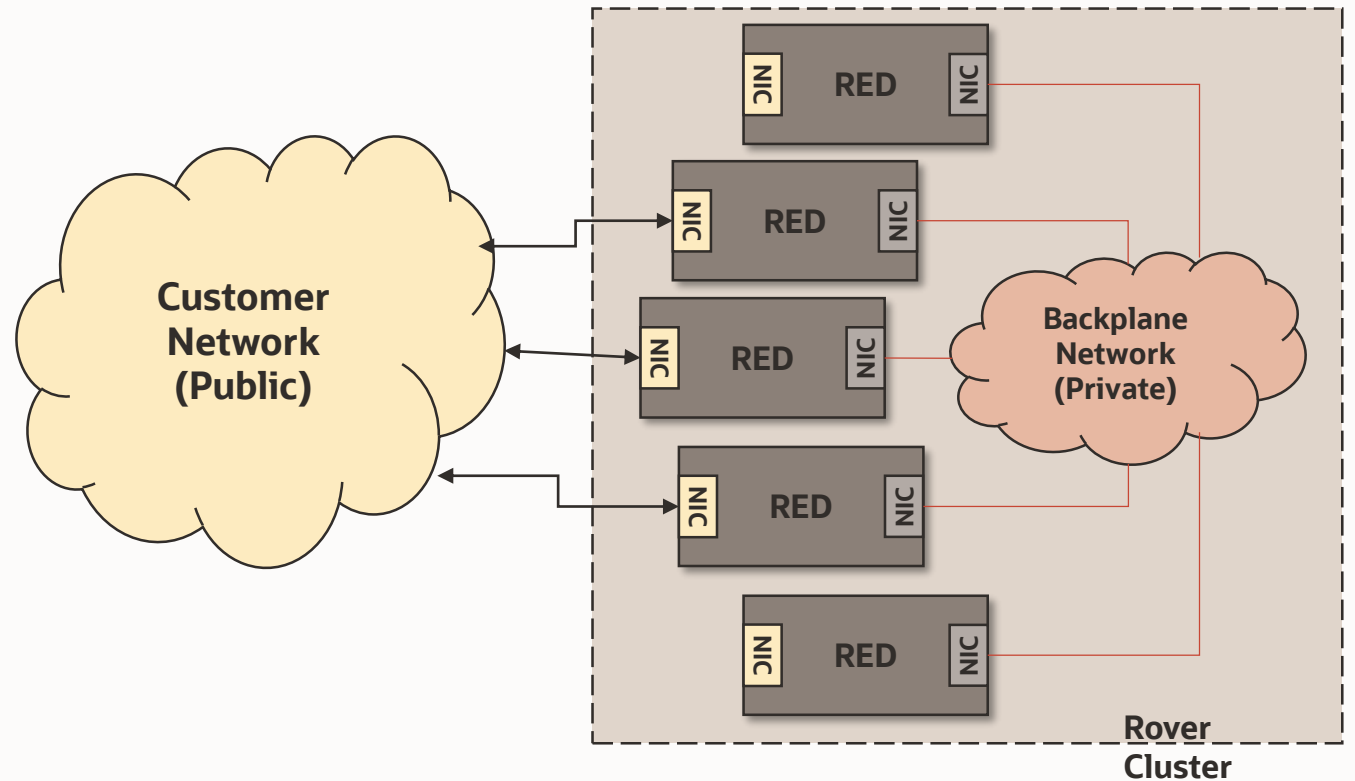 NIC RED NIC
NIC RED NIC
Customer
Network
(Public)
NIC RED NIC
Backplane
Network
(Private)
NIC RED NIC
NIC RED NIC
Rover
Cluster